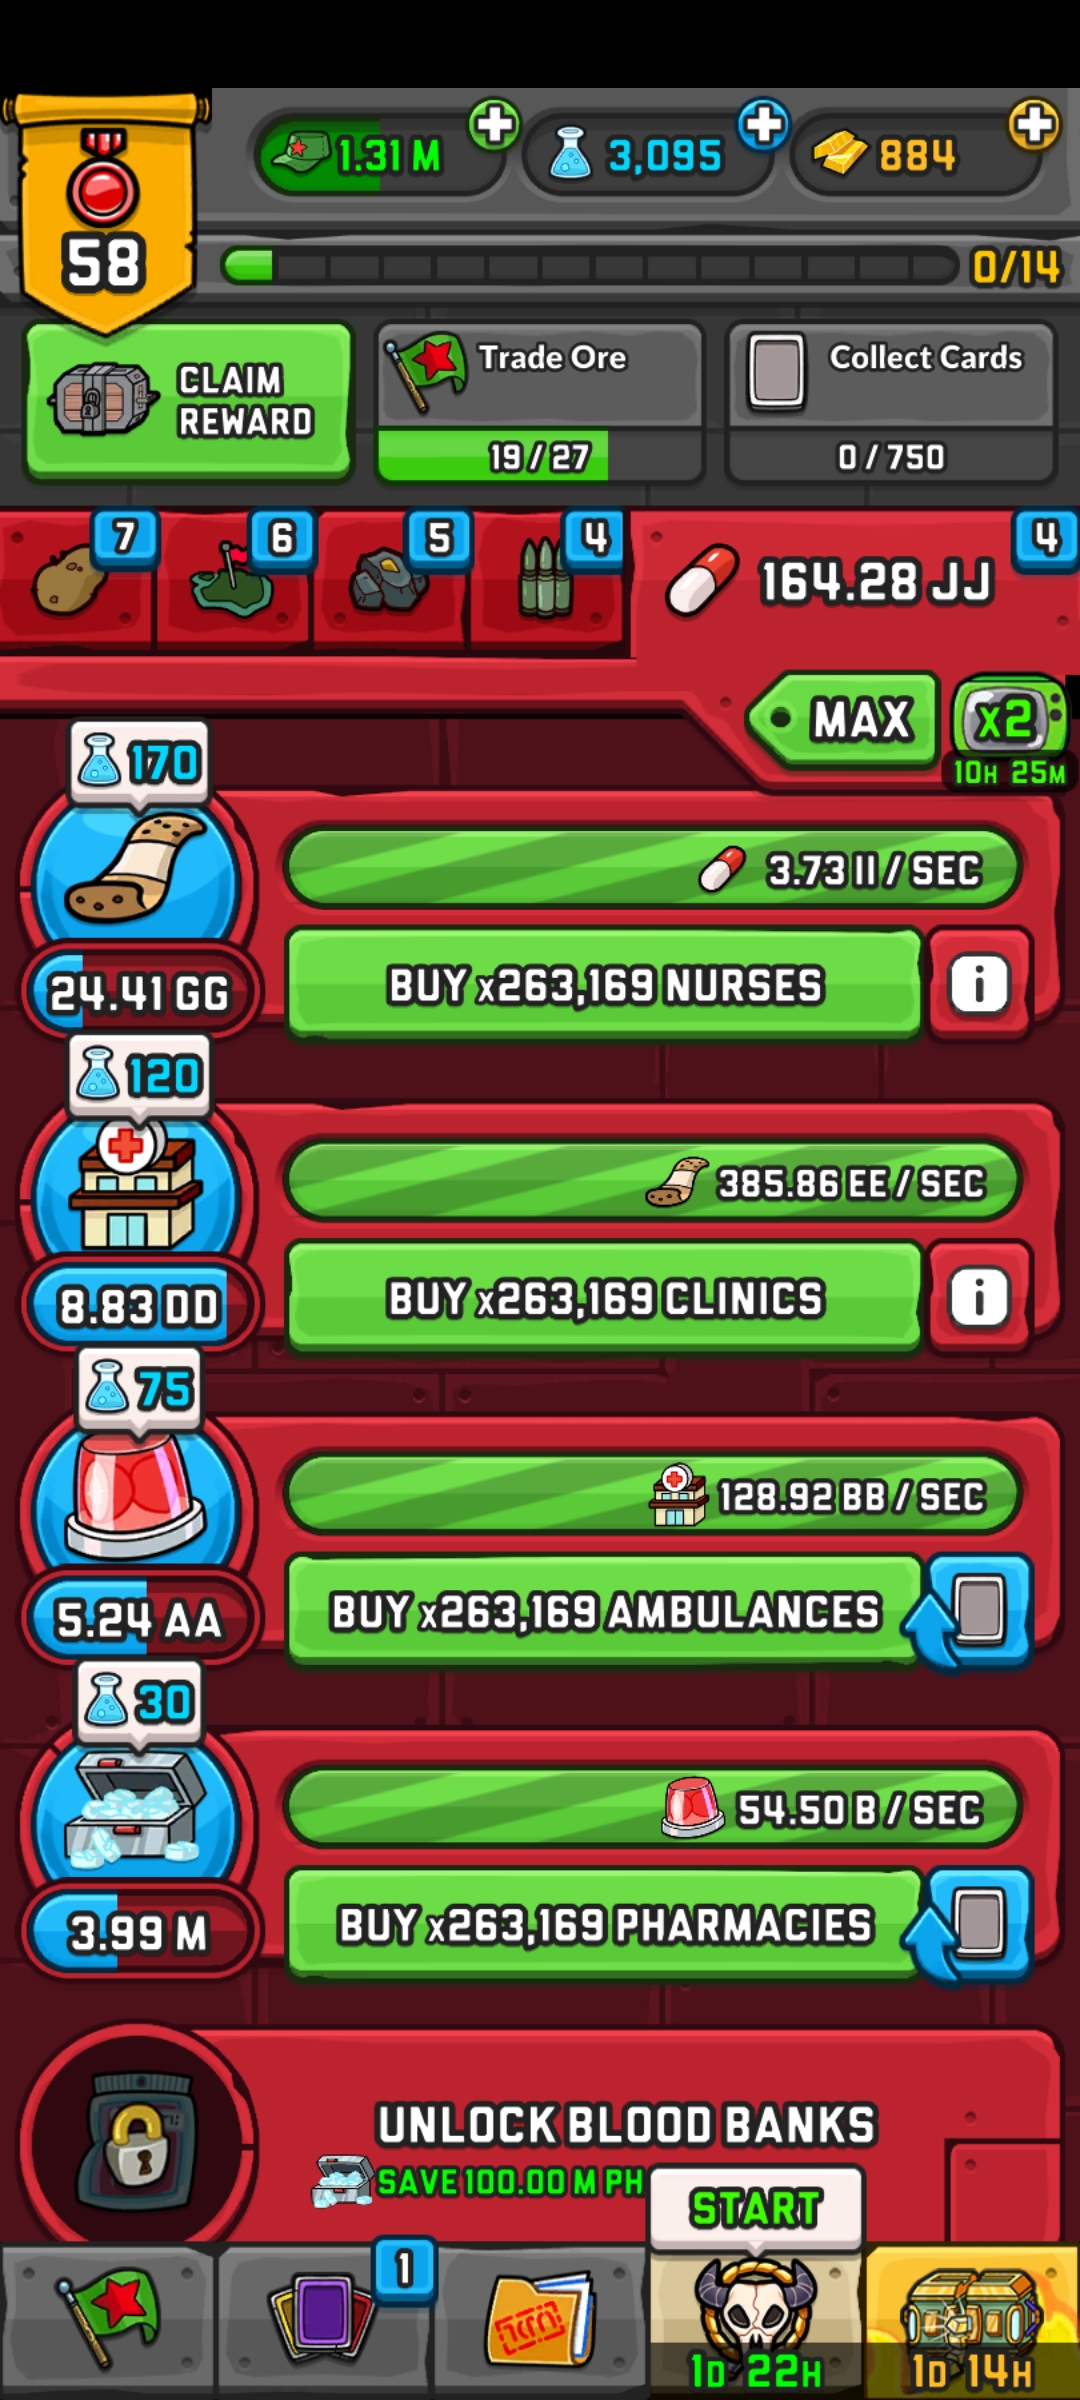 58
1.31 M
3,095
884
0/14
CLAIM
REWARD
Trade Ore
19/27
Collect Cards
0/750
7
6
5
4
164.28 JJ
4
MAX
x2
10H 25M
170
3.73 II / SEC
24.41 GG
BUY x263,169 NURSES
i
120
385.86 EE / SEC
8.83 DD
BUY x263,169 CLINICS
i
75
128.92 BB / SEC
5.24 AA
BUY x263,169 AMBULANCES
30
54.50 B / SEC
3.99 M
BUY x263,169 PHARMACIES
UNLOCK BLOOD BANKS
SAVE 100.00 M PH
START
1
1D 22H
1D 14H